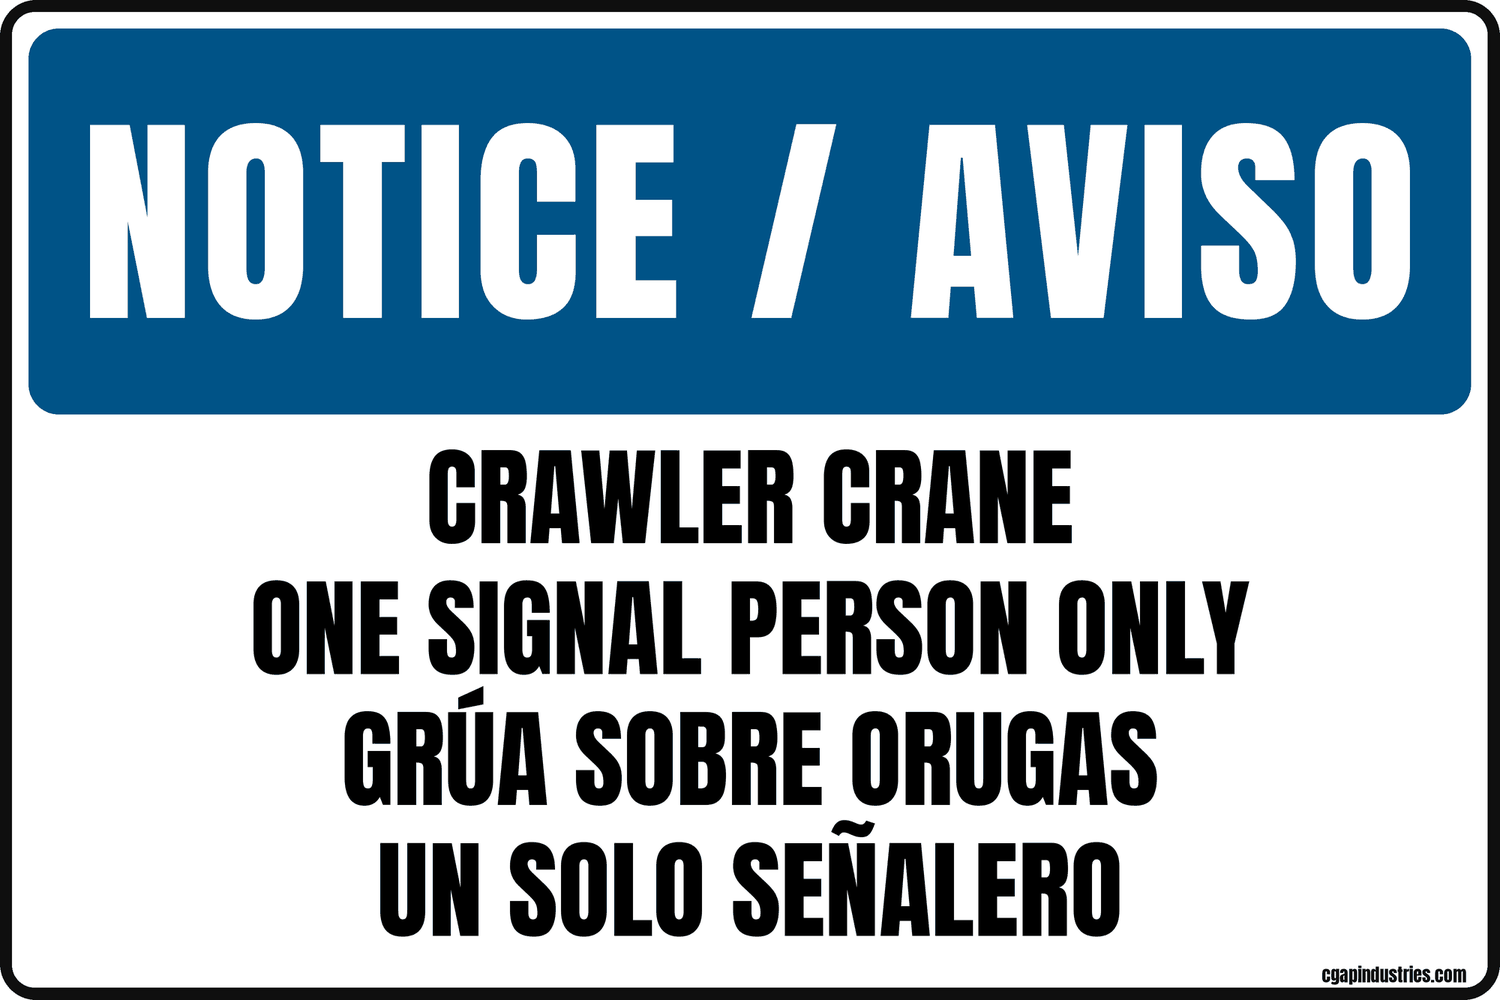 NOTICE / AVISO
CRAWLER CRANE
ONE SIGNAL PERSON ONLY
GRÚA SOBRE ORUGAS
UN SOLO SEÑALERO
cgapindustries.com